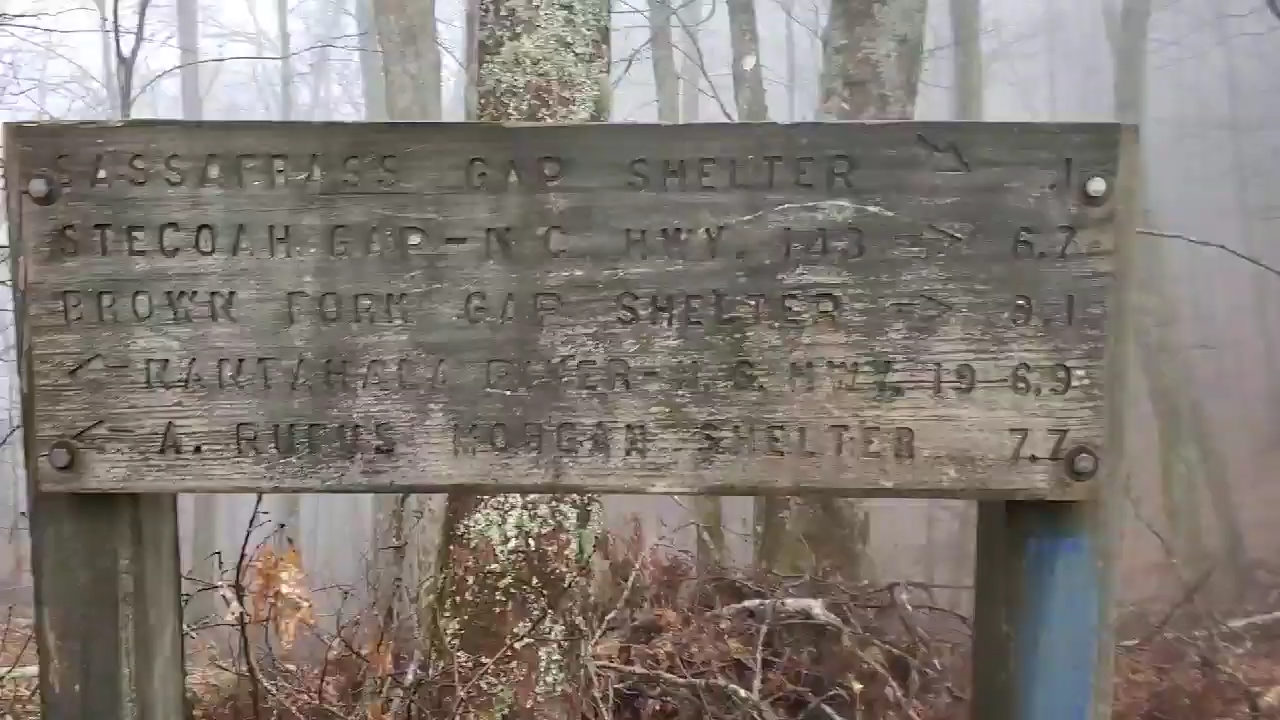 SASSAFRASS GAP SHELTER ↘ .1
STECOAH GAP-N.C. HWY. 143 -> 6.7
BROWN FORK GAP SHELTER -> 9.1
<- NANTAHALA RIVER-U.S. HWY. 19 6.9
<- A. RUFUS MORGAN SHELTER 7.7